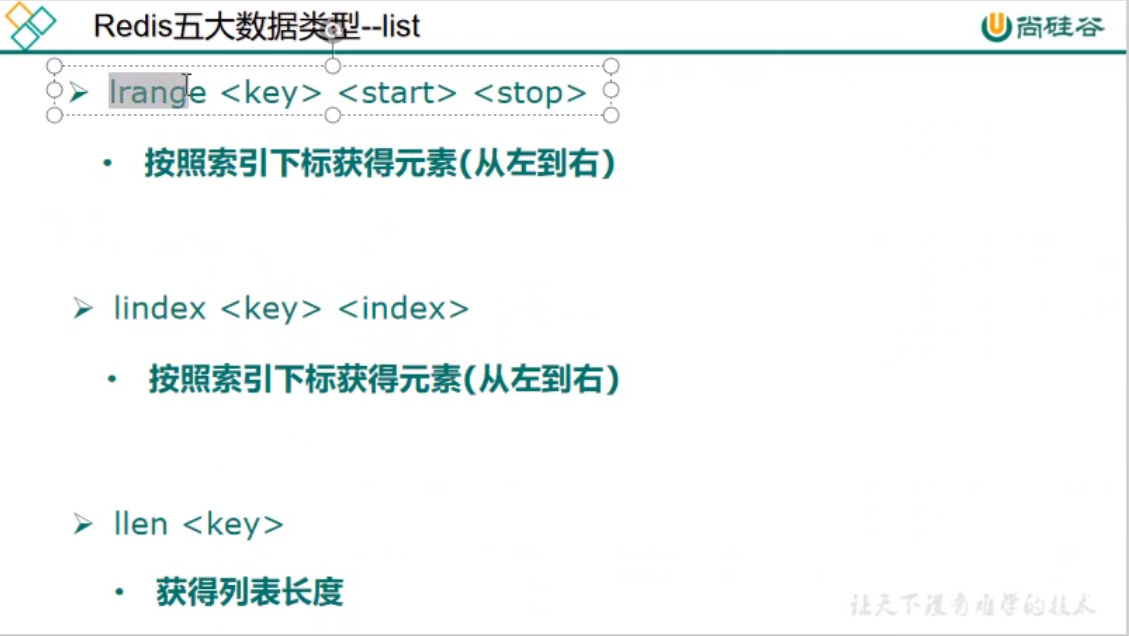 Redis五大数据类型--list
尚硅谷
lrange <key> <start> <stop>
按照索引下标获得元素(从左到右)
lindex <key> <index>
按照索引下标获得元素(从左到右)
llen <key>
获得列表长度
让天下没有难学的技术